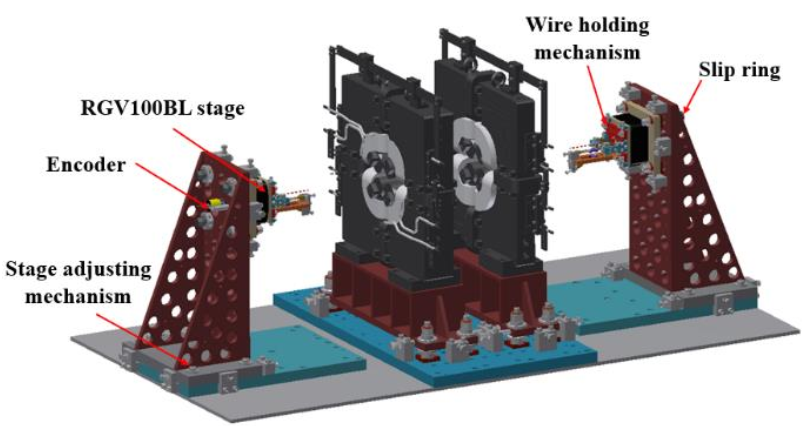 Wire holding
mechanism
Slip ring
RGV100BL stage
Encoder
Stage adjusting
mechanism